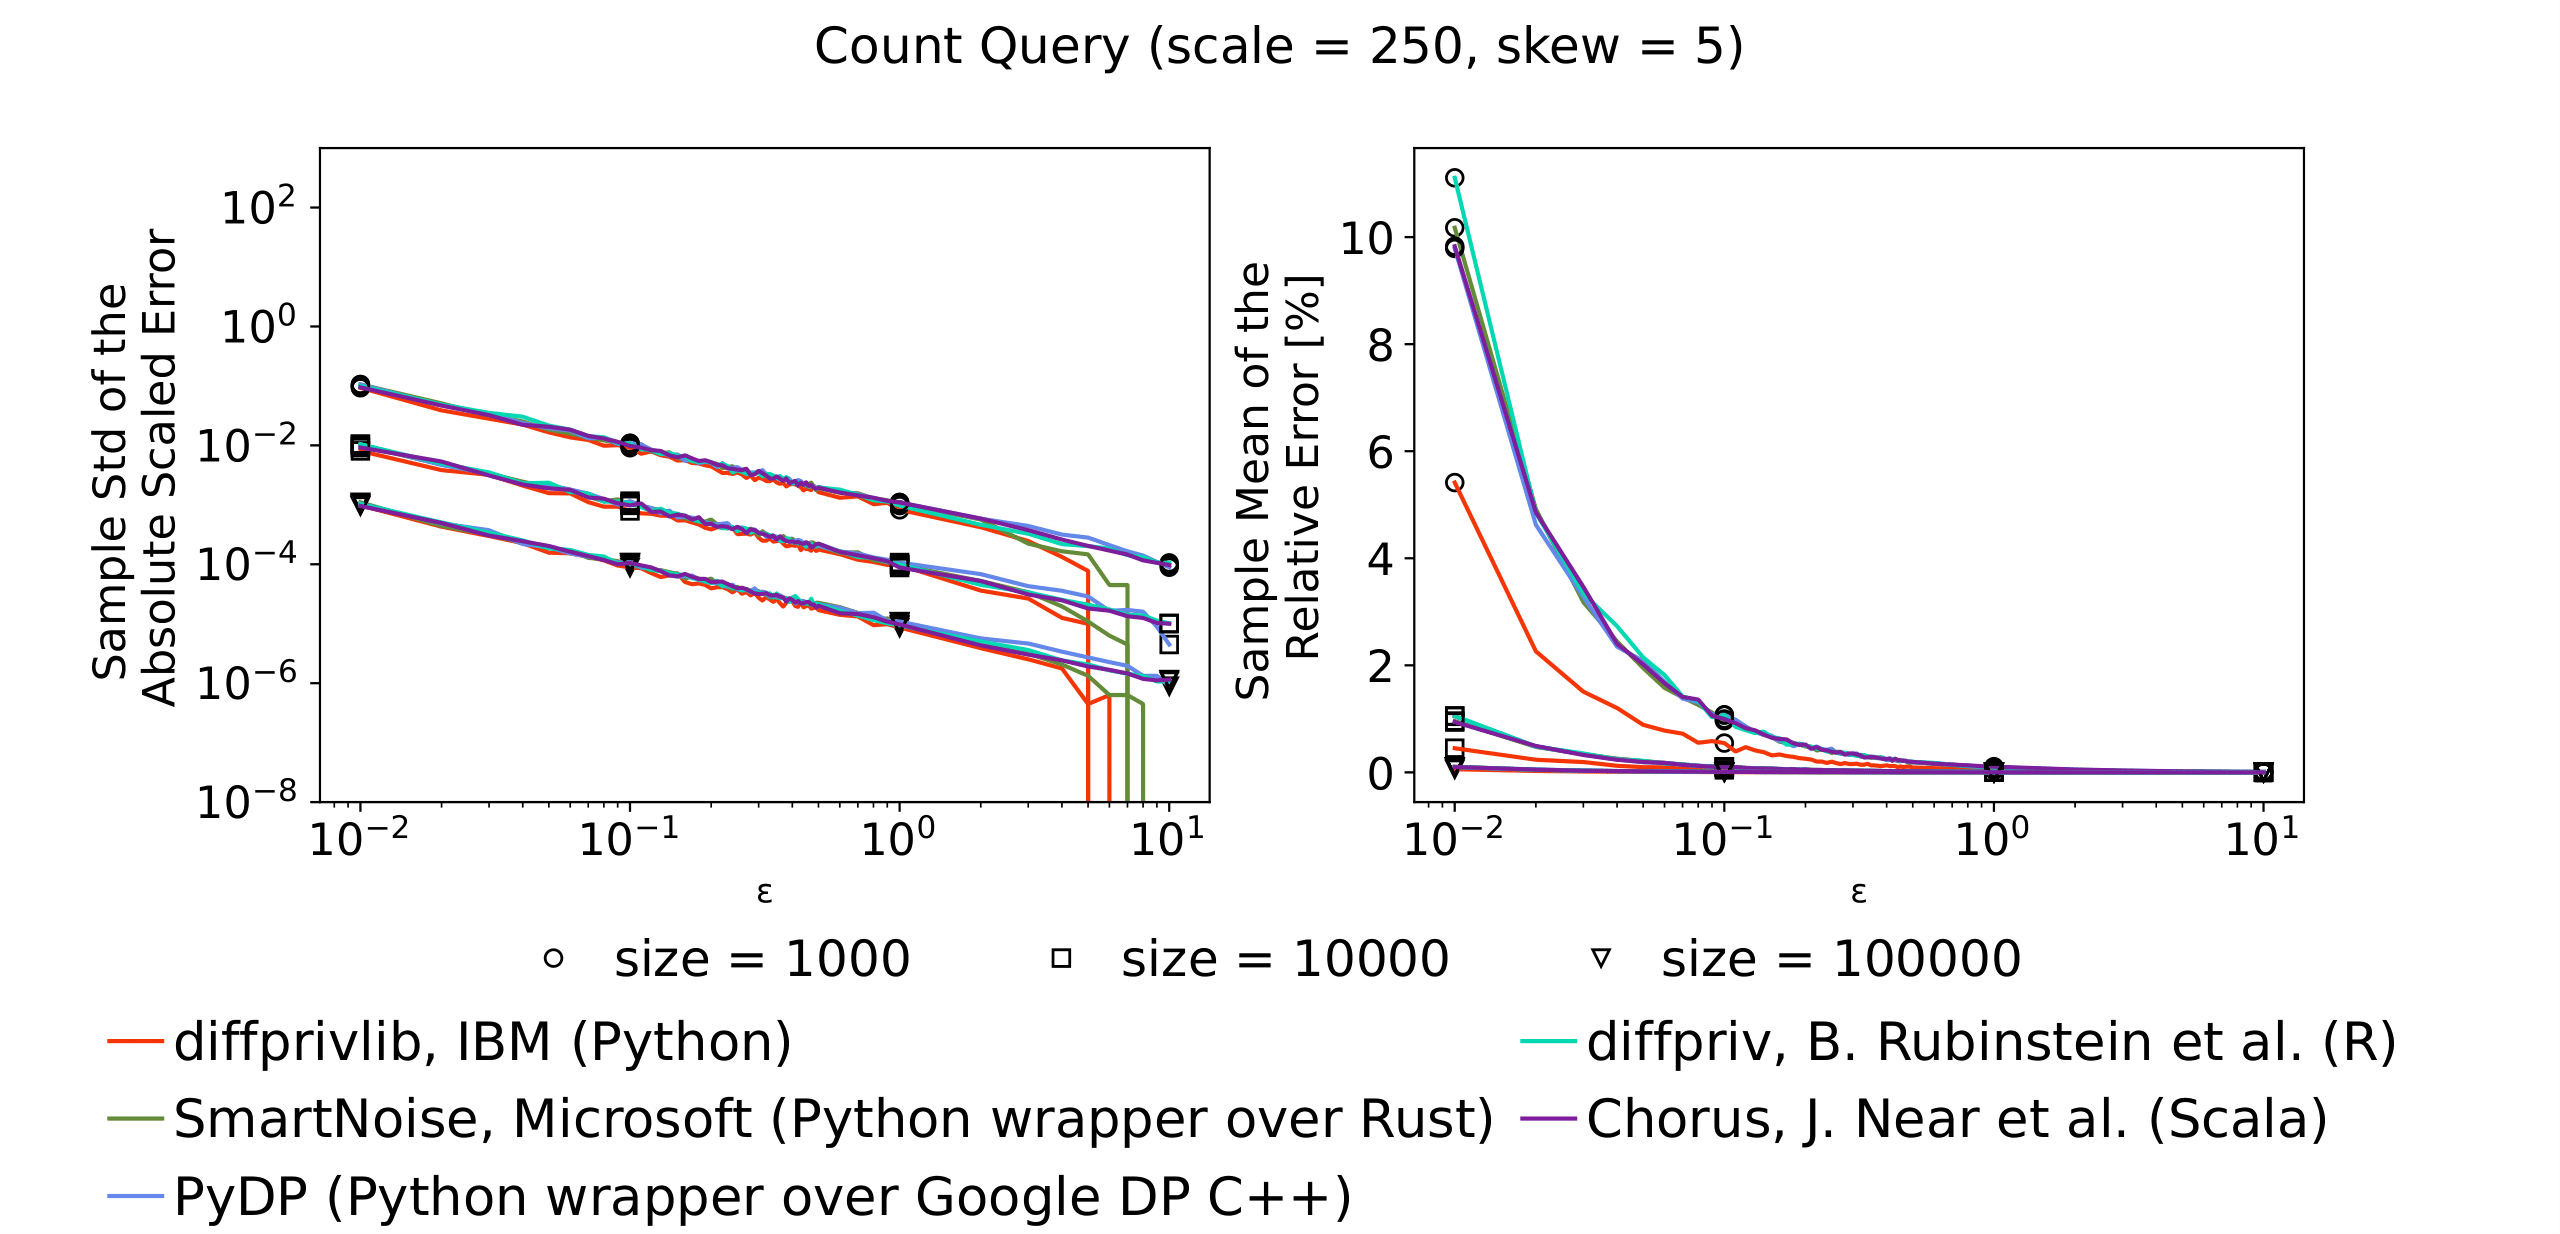 Count Query (scale = 250, skew = 5)
Sample Std of the
Absolute Scaled Error
10²
10⁰
10⁻²
10⁻⁴
10⁻⁶
10⁻⁸
10⁻²
10⁻¹
10⁰
10¹
ε
Sample Mean of the
Relative Error [%]
10
8
6
4
2
0
10⁻²
10⁻¹
10⁰
10¹
ε
size = 1000
size = 10000
size = 100000
diffprivlib, IBM (Python)
SmartNoise, Microsoft (Python wrapper over Rust)
PyDP (Python wrapper over Google DP C++)
diffpriv, B. Rubinstein et al. (R)
Chorus, J. Near et al. (Scala)